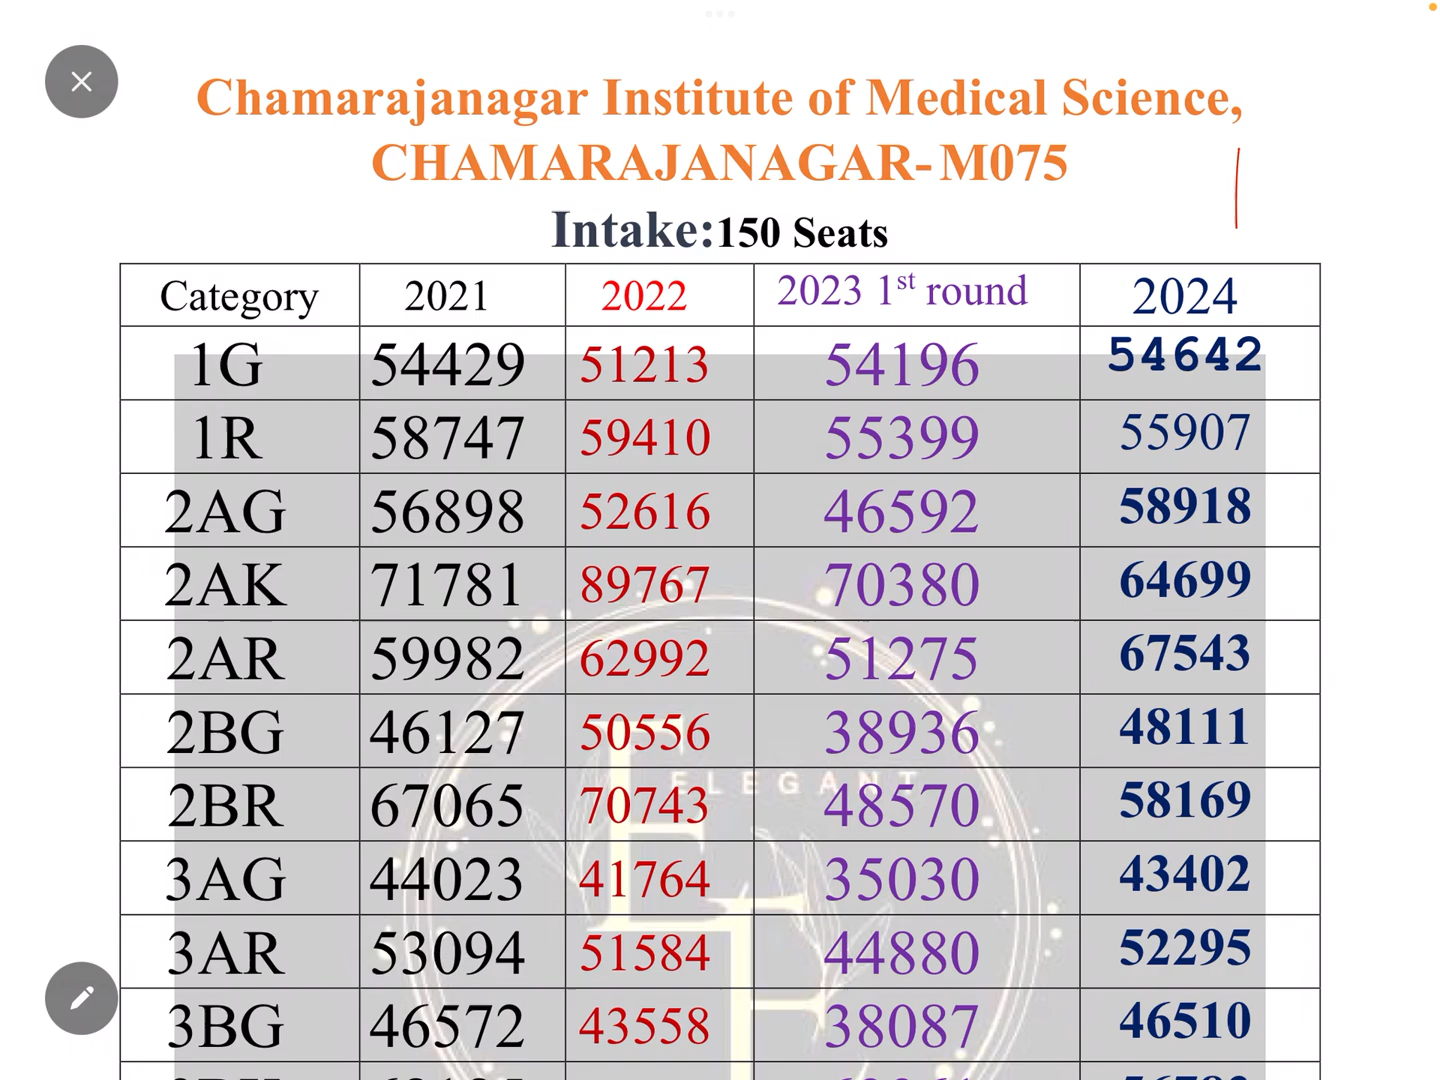 Chamarajanagar Institute of Medical Science,
CHAMARAJANAGAR-M075
Intake:150 Seats
Category 2021 2022 2023 1st round 2024
1G 54429 51213 54196 54642
1R 58747 59410 55399 55907
2AG 56898 52616 46592 58918
2AK 71781 89767 70380 64699
2AR 59982 62992 51275 67543
2BG 46127 50556 38936 48111
ELEGANT
2BR 67065 70743 48570 58169
3AG 44023 41764 35030 43402
3AR 53094 51584 44880 52295
3BG 46572 43558 38087 46510